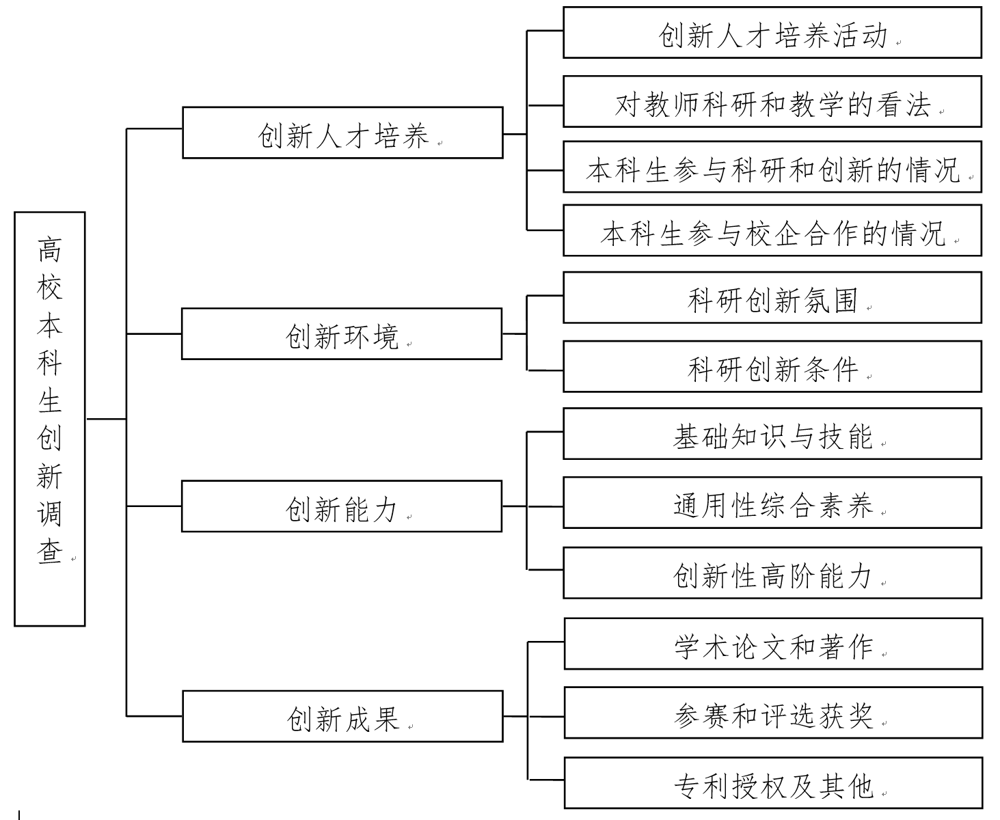 高校本科生创新调查
创新人才培养
创新人才培养活动
对教师科研和教学的看法
本科生参与科研和创新的情况
本科生参与校企合作的情况
创新环境
科研创新氛围
科研创新条件
创新能力
基础知识与技能
通用性综合素养
创新性高阶能力
创新成果
学术论文和著作
参赛和评选获奖
专利授权及其他